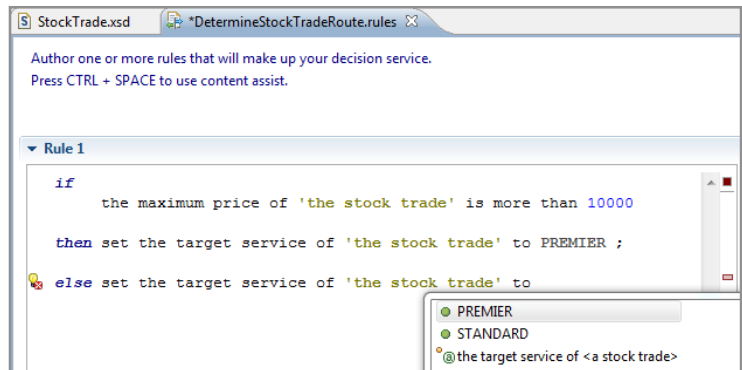 StockTrade.xsd *DetermineStockTradeRoute.rules
Author one or more rules that will make up your decision service.
Press CTRL + SPACE to use content assist.
Rule 1
if
the maximum price of 'the stock trade' is more than 10000
then set the target service of 'the stock trade' to PREMIER ;
else set the target service of 'the stock trade' to
PREMIER
STANDARD
@ the target service of <a stock trade>